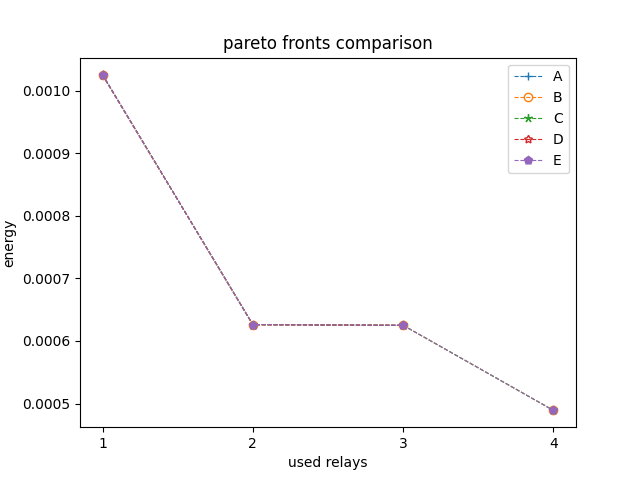 pareto fronts comparison
0.0010
0.0009
0.0008
0.0007
0.0006
0.0005
energy
1
2
3
4
used relays
A
B
C
D
E